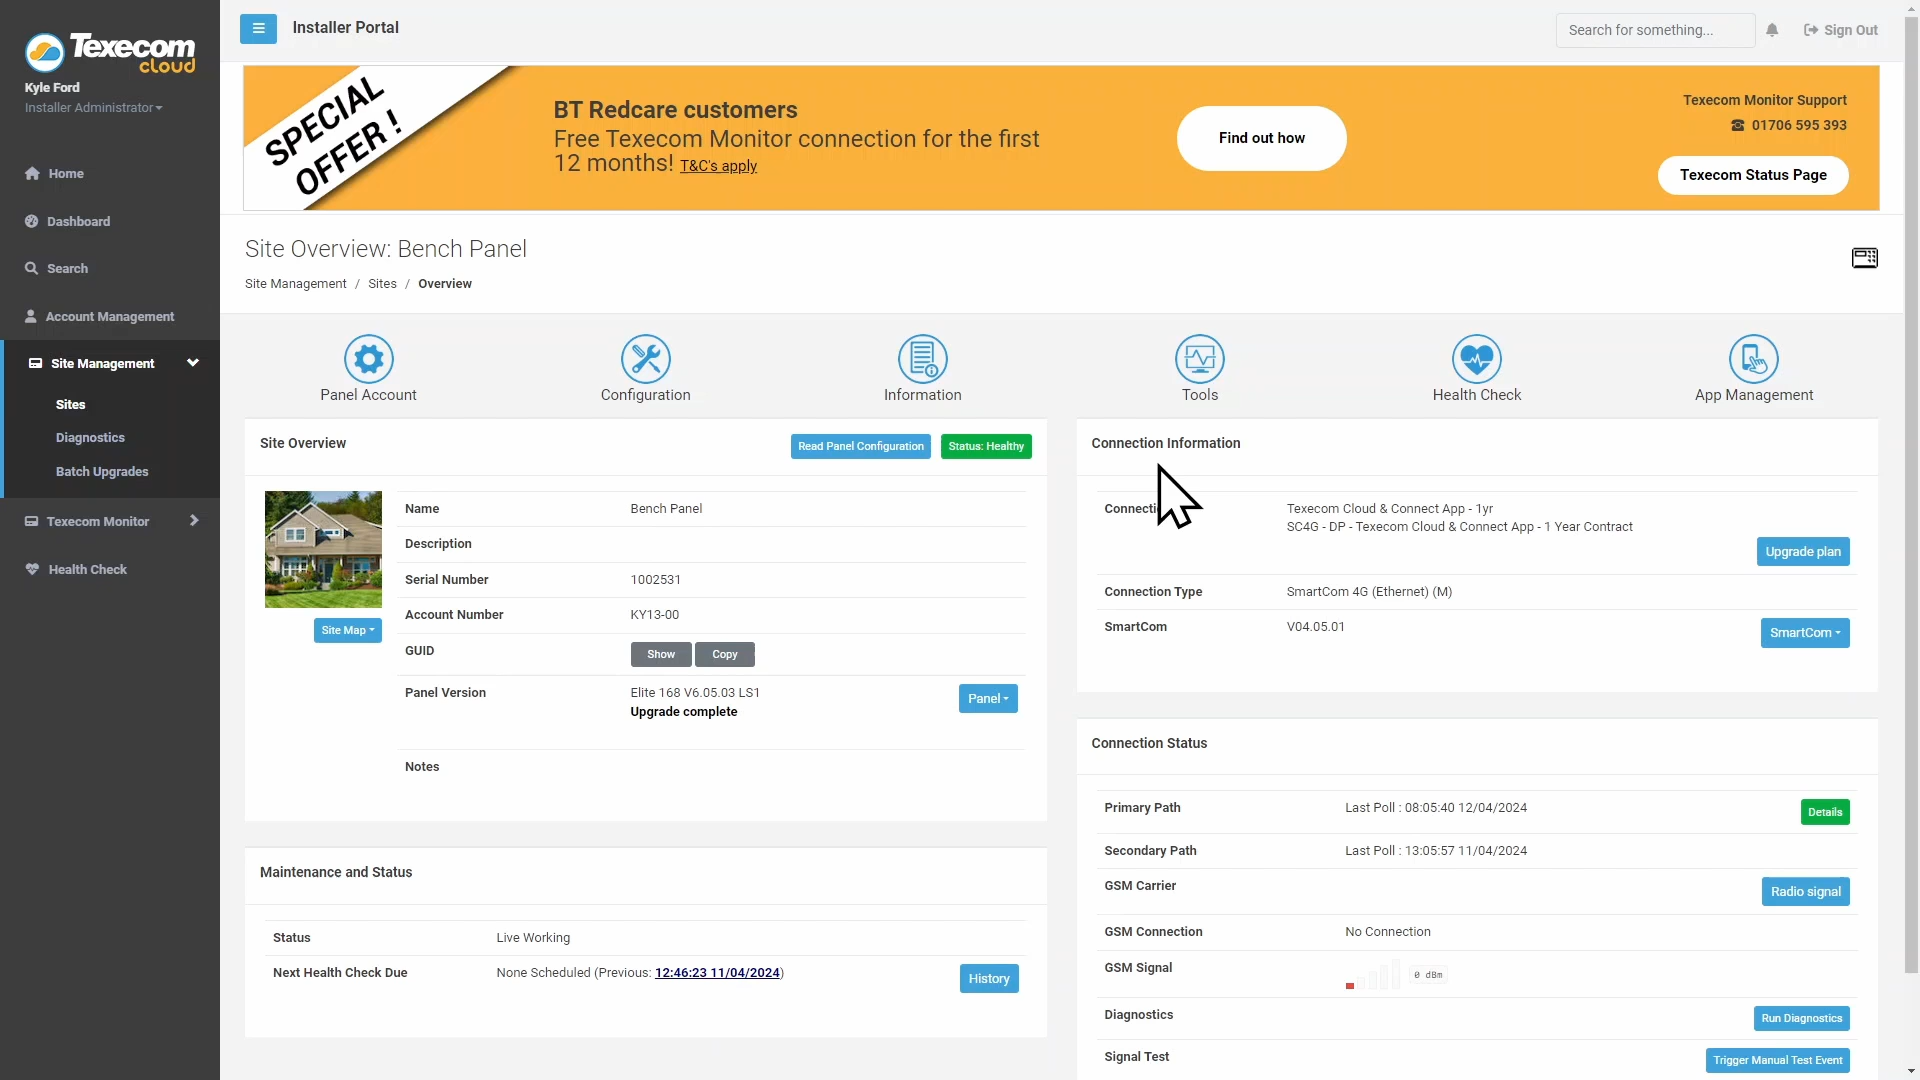 Texecom
cloud
Kyle Ford
Installer Administrator
Home
Dashboard
Search
Account Management
Site Management
Sites
Diagnostics
Batch Upgrades
Texecom Monitor
Health Check
Installer Portal
Search for something...
Sign Out
SPECIAL
OFFER !
BT Redcare customers
Free Texecom Monitor connection for the first
12 months! T&C's apply
Find out how
Texecom Monitor Support
01706 595 393
Texecom Status Page
Site Overview: Bench Panel
Site Management / Sites / Overview
Panel Account
Configuration
Information
Tools
Health Check
App Management
Site Overview
Read Panel Configuration
Status: Healthy
Site Map
Name Bench Panel
Description
Serial Number 1002531
Account Number KY13-00
GUID Show Copy
Panel Version Elite 168 V6.05.03 LS1
Upgrade complete
Panel
Notes
Maintenance and Status
Status Live Working
Next Health Check Due None Scheduled (Previous: 12:46:23 11/04/2024)
History
Connection Information
Connecti
Texecom Cloud & Connect App - 1yr
SC4G - DP - Texecom Cloud & Connect App - 1 Year Contract
Upgrade plan
Connection Type SmartCom 4G (Ethernet) (M)
SmartCom V04.05.01
SmartCom
Connection Status
Primary Path Last Poll : 08:05:40 12/04/2024
Details
Secondary Path Last Poll : 13:05:57 11/04/2024
GSM Carrier
Radio signal
GSM Connection No Connection
GSM Signal 0 dBm
Diagnostics Run Diagnostics
Signal Test Trigger Manual Test Event